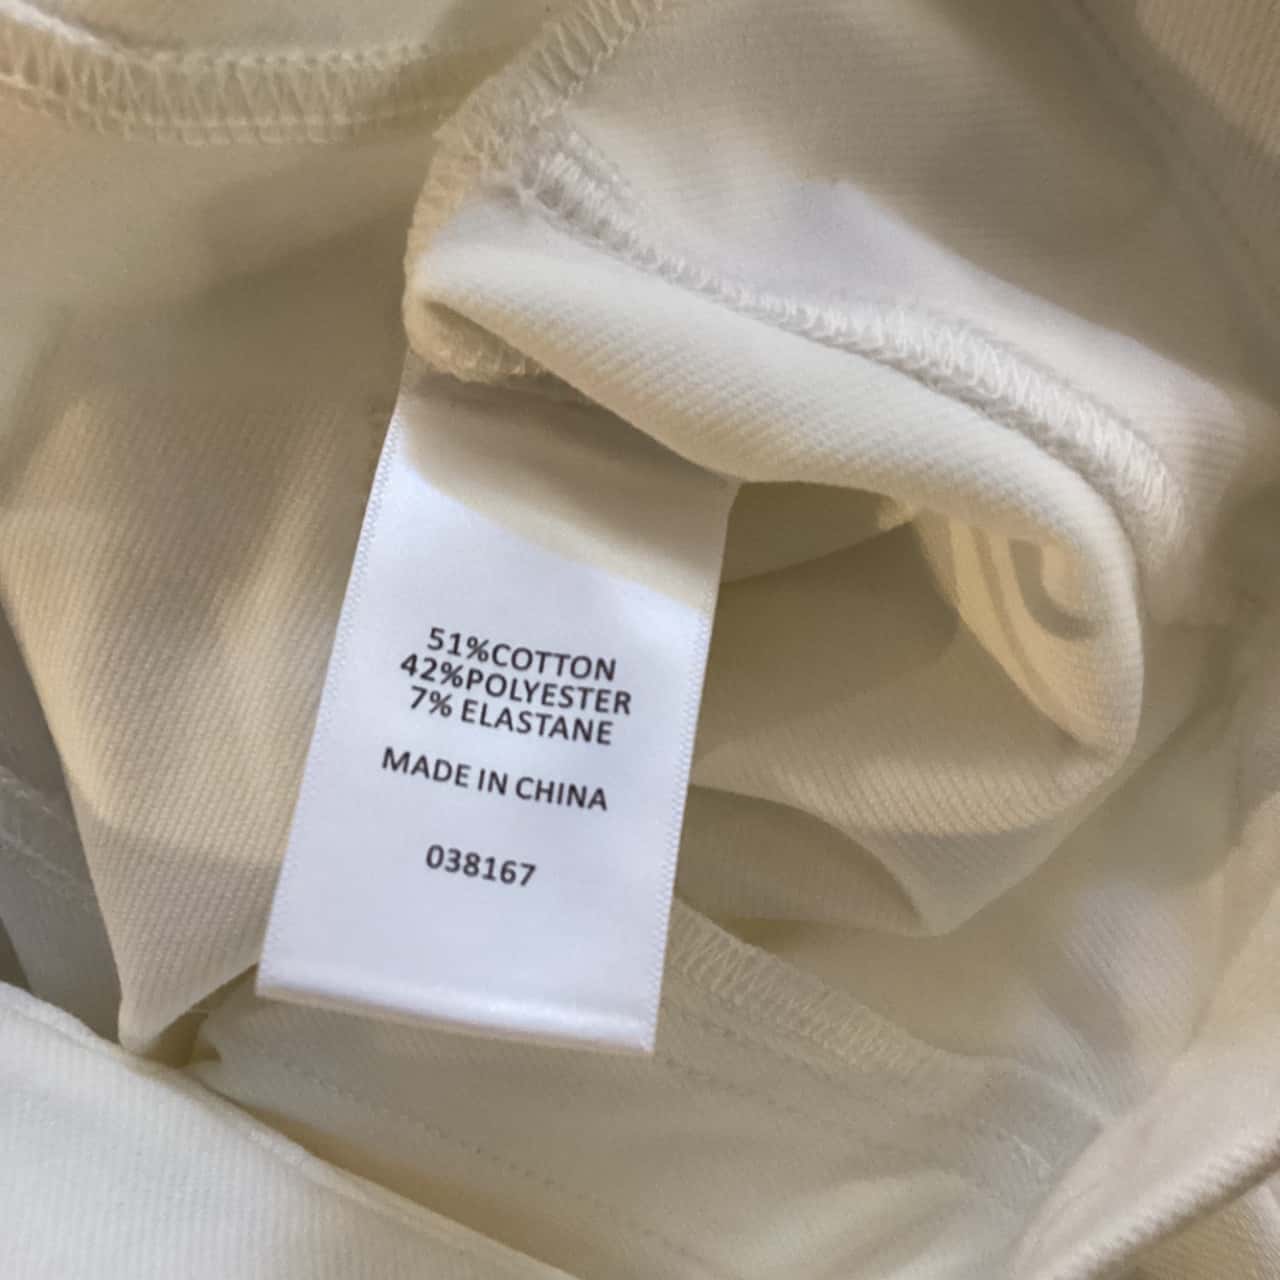 51%COTTON
42%POLYESTER
7% ELASTANE
MADE IN CHINA
038167